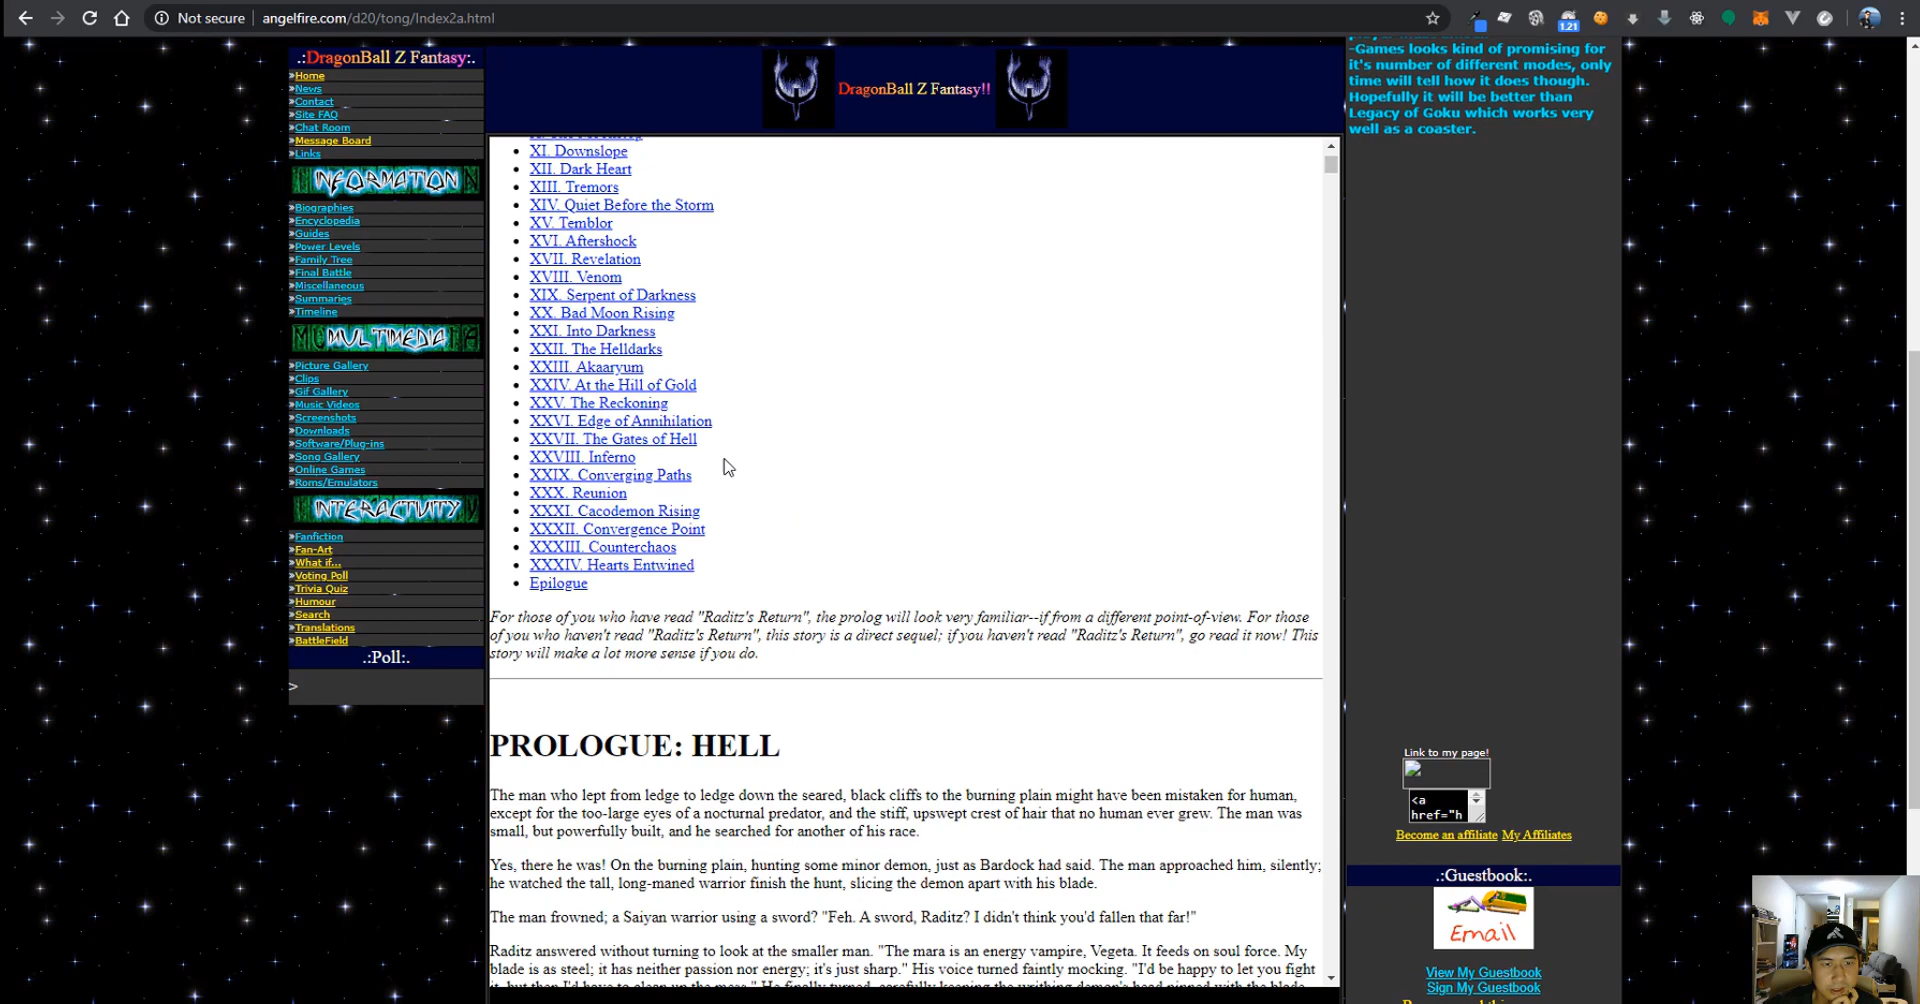 Not secure
angelfire.com/d20/tong/Index2a.html
1.21
.:DragonBall Z Fantasy:.
»Home
»News
»Contact
»Site FAQ
»Chat Room
»Message Board
»Links
INFORMATION
»Biographies
»Encyclopedia
»Guides
»Power Levels
»Family Tree
»Final Battle
»Miscellaneous
»Summaries
»Timeline
MULTIMEDIA
»Picture Gallery
»Clips
»Gif Gallery
»Music Videos
»Screenshots
»Downloads
»Software/Plug-ins
»Song Gallery
»Online Games
»Roms/Emulators
INTERACTIVITY
»Fanfiction
»Fan-Art
»What if...
»Voting Poll
»Trivia Quiz
»Humour
»Search
»Translations
»BattleField
.:Poll:.
>
DragonBall Z Fantasy!!
• XI. Downslope
• XII. Dark Heart
• XIII. Tremors
• XIV. Quiet Before the Storm
• XV. Temblor
• XVI. Aftershock
• XVII. Revelation
• XVIII. Venom
• XIX. Serpent of Darkness
• XX. Bad Moon Rising
• XXI. Into Darkness
• XXII. The Helldarks
• XXIII. Akaaryum
• XXIV. At the Hill of Gold
• XXV. The Reckoning
• XXVI. Edge of Annihilation
• XXVII. The Gates of Hell
• XXVIII. Inferno
• XXIX. Converging Paths
• XXX. Reunion
• XXXI. Cacodemon Rising
• XXXII. Convergence Point
• XXXIII. Counterchaos
• XXXIV. Hearts Entwined
• Epilogue
For those of you who have read "Raditz's Return", the prolog will look very familiar--if from a different point-of-view. For those
of you who haven't read "Raditz's Return", this story is a direct sequel; if you haven't read "Raditz's Return", go read it now! This
story will make a lot more sense if you do.
PROLOGUE: HELL
The man who lept from ledge to ledge down the seared, black cliffs to the burning plain might have been mistaken for human,
except for the too-large eyes of a nocturnal predator, and the stiff, upswept crest of hair that no human ever grew. The man was
small, but powerfully built, and he searched for another of his race.
Yes, there he was! On the burning plain, hunting some minor demon, just as Bardock had said. The man approached him, silently;
he watched the tall, long-maned warrior finish the hunt, slicing the demon apart with his blade.
The man frowned; a Saiyan warrior using a sword? "Feh. A sword, Raditz? I didn't think you'd fallen that far!"
Raditz answered without turning to look at the smaller man. "The mara is an energy vampire, Vegeta. It feeds on soul force. My
blade is as steel; it has neither passion nor energy; it's just sharp." His voice turned faintly mocking. "I'd be happy to let you fight
-Games looks kind of promising for
it's number of different modes, only
time will tell how it does though.
Hopefully it will be better than
Legacy of Goku which works very
well as a coaster.
Link to my page!
<a
href="h
Become an affiliate My Affiliates
.:Guestbook:.
Email
View My Guestbook
Sign My Guestbook